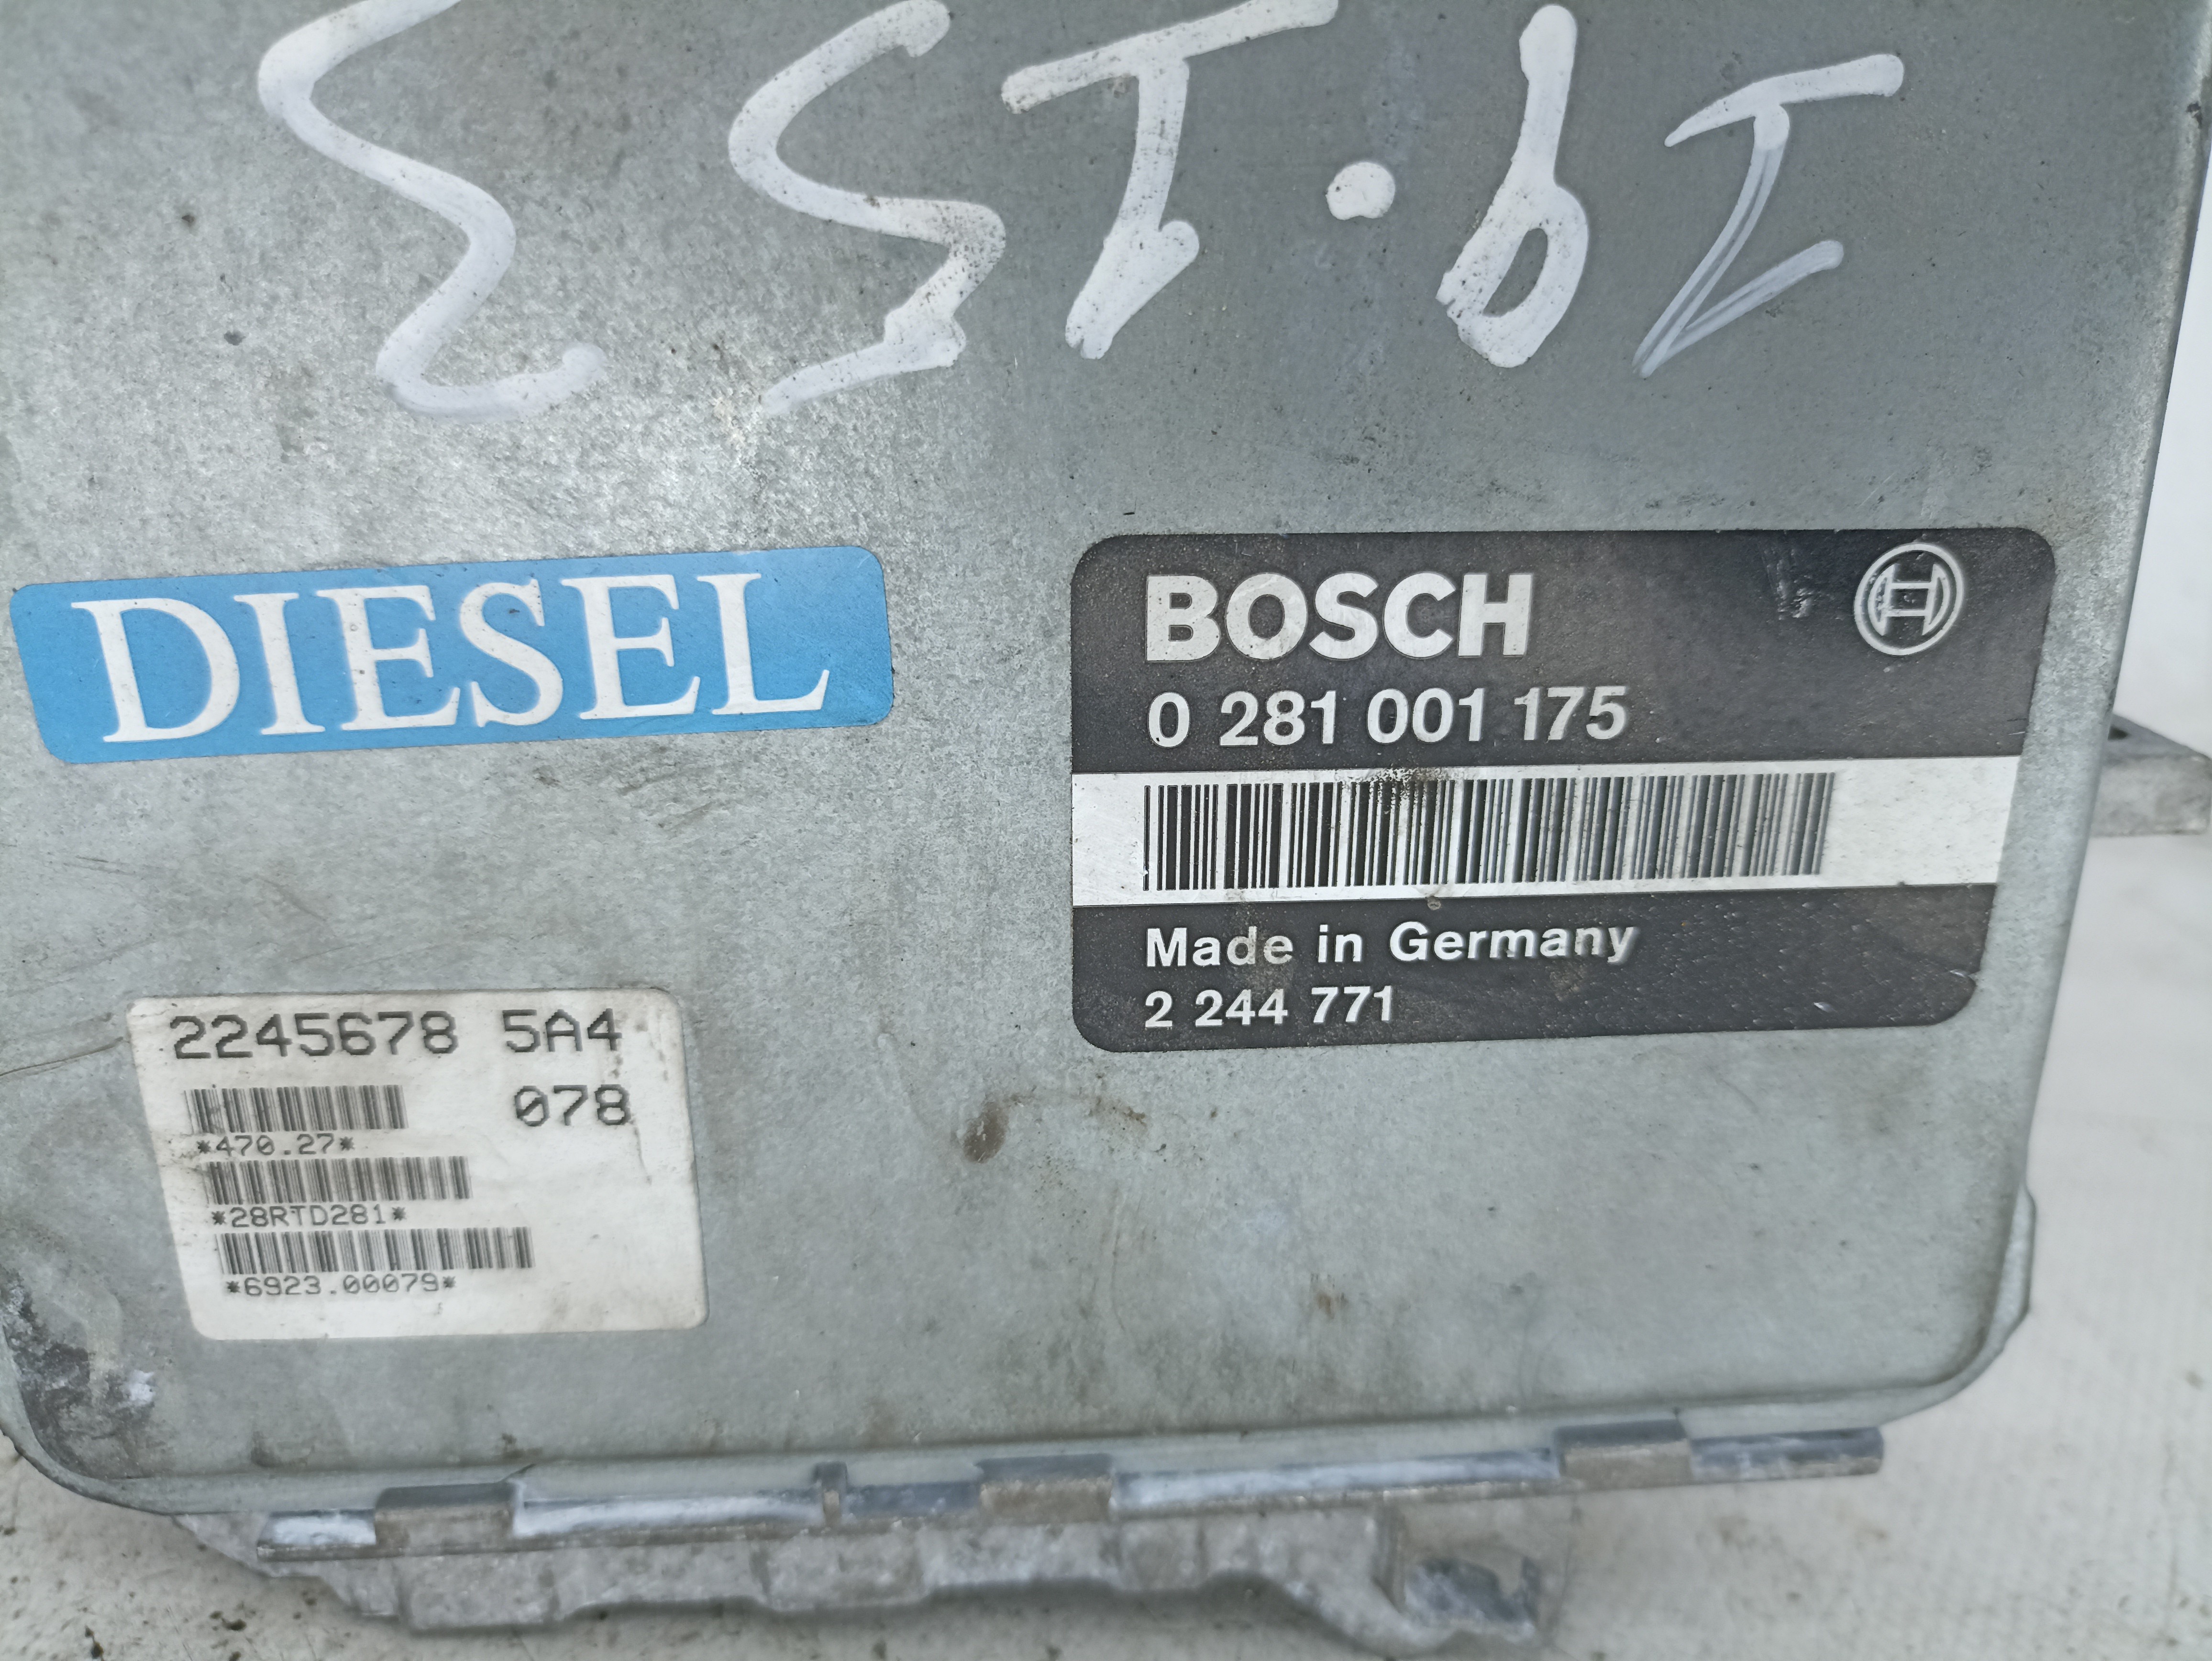 DIESEL
BOSCH
0 281 001 175
Made in Germany
2 244 771
2245678 5A4
078
*470.27*
*28RTD281*
*6923.00079*